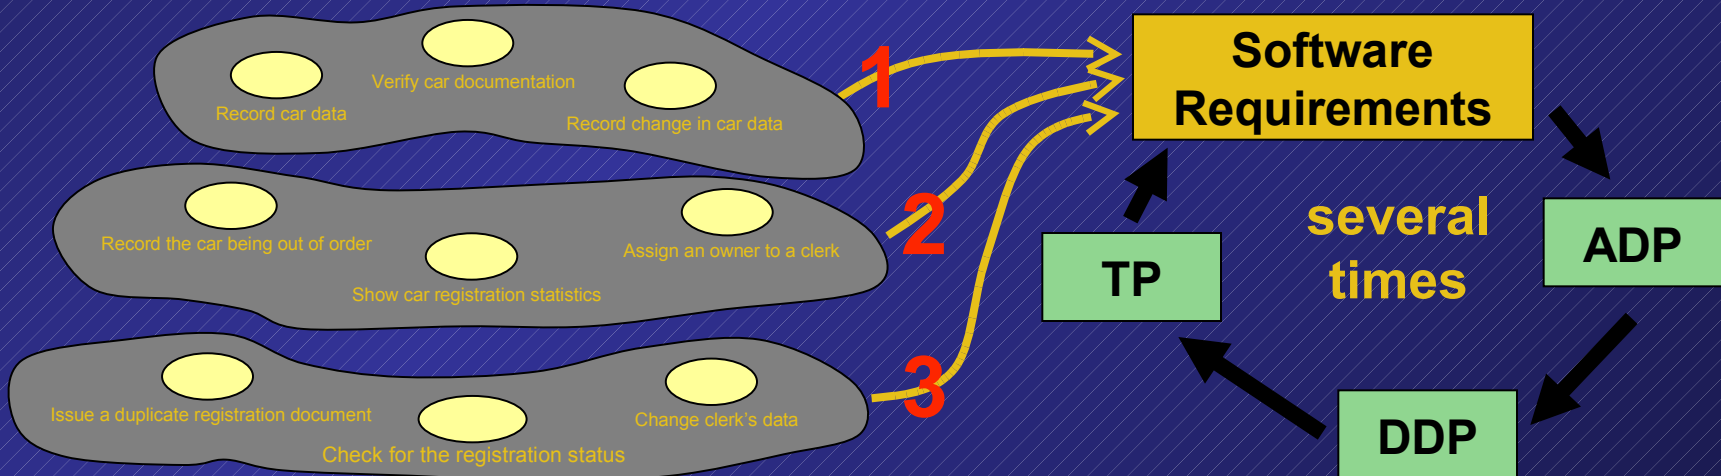 Record car data
Verify car documentation
Record change in car data
1
Record the car being out of order
Show car registration statistics
Assign an owner to a clerk
2
Issue a duplicate registration document
Check for the registration status
Change clerk's data
3
Software
Requirements
several
times
ADP
TP
DDP